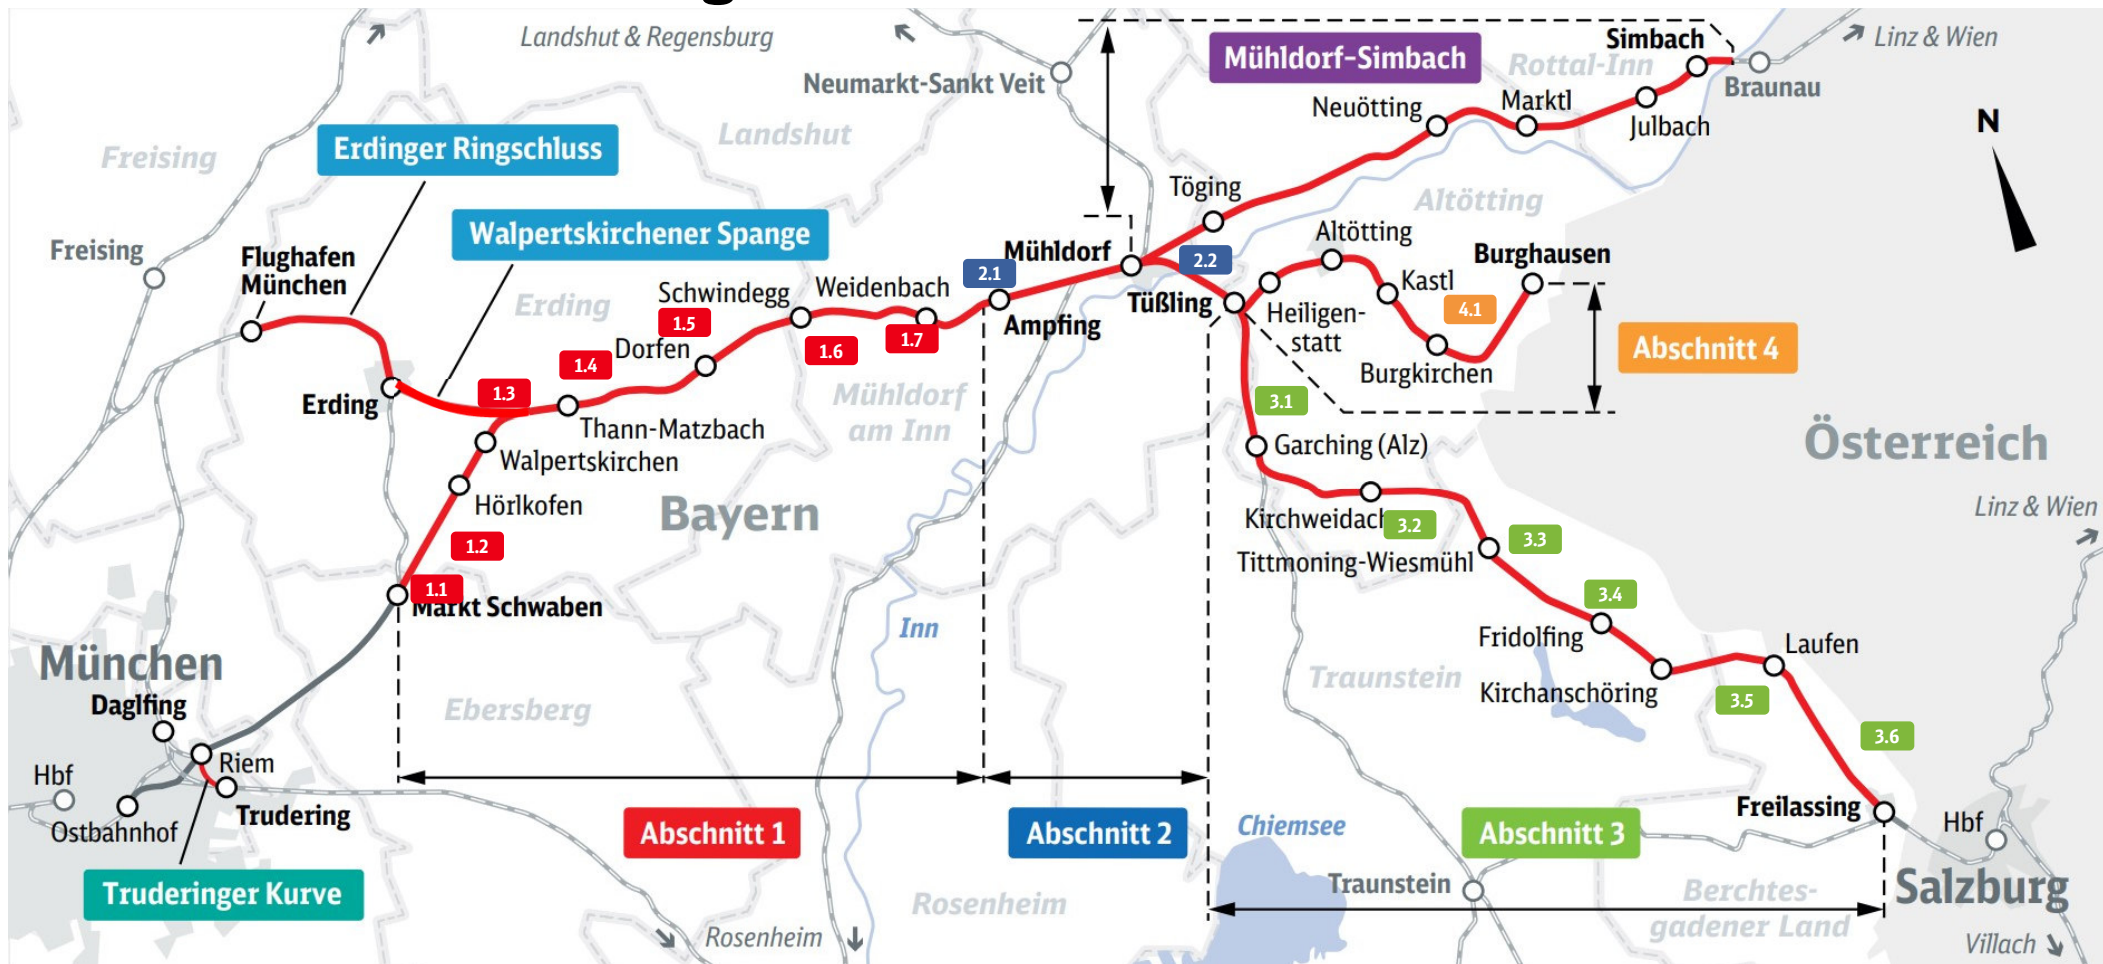 Landshut & Regensburg
Neumarkt-Sankt Veit
Mühldorf-Simbach
Simbach
Rottal-Inn
Linz & Wien
Braunau
Neuötting
Marktl
Julbach
N
Freising
Erdinger Ringschluss
Landshut
Töging
Altötting
Freising
Flughafen
München
Walpertskirchener Spange
Erding
Schwindegg
Weidenbach
1.5
Dorfen
1.4
1.6
1.7
2.1
Mühldorf
Ampfing
2.2
Tüßling
Altötting
Heiligen-
statt
Kastl
4.1
Burghausen
Burgkirchen
Abschnitt 4
Erding
1.3
Thann-Matzbach
Walpertskirchen
Hörlkofen
Mühldorf
am Inn
3.1
Garching (Alz)
Österreich
Bayern
1.2
1.1
Markt Schwaben
Kirchweidach
3.2
3.3
Tittmoning-Wiesmühl
Linz & Wien
Inn
3.4
Fridolfing
Laufen
Kirchanschöring
3.5
Traunstein
3.6
München
Daglfing
Ebersberg
Hbf
Riem
Ostbahnhof
Trudering
Truderinger Kurve
Abschnitt 1
Abschnitt 2
Chiemsee
Abschnitt 3
Freilassing
Hbf
Salzburg
Rosenheim
Rosenheim
Traunstein
Berchtes-
gadener Land
Villach